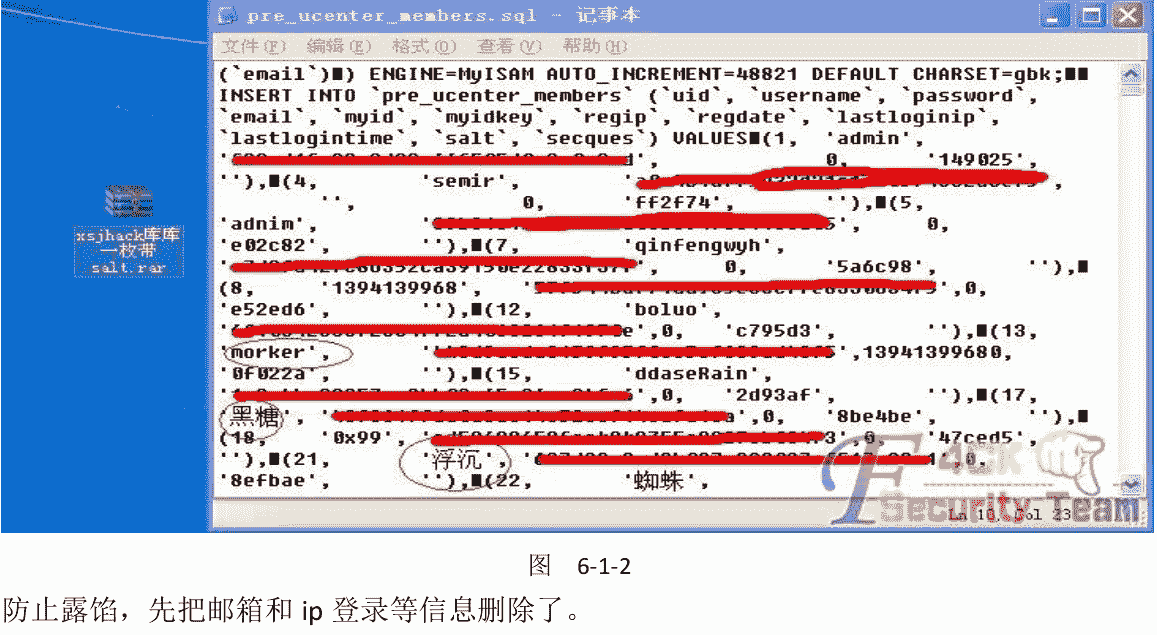 pre_ucenter_members.sql - 记事本
文件(F) 编辑(E) 格式(O) 查看(V) 帮助(H)
(`email`)■) ENGINE=MyISAM AUTO_INCREMENT=48821 DEFAULT CHARSET=gbk;■■
INSERT INTO `pre_ucenter_members` (`uid`, `username`, `password`,
`email`, `myid`, `myidkey`, `regip`, `regdate`, `lastloginip`,
`lastlogintime`, `salt`, `secques`) VALUES■(1, 'admin',
', 0, '149025',
''),■(4, 'semir',
'', 0, 'ff2f74', ''),■(5,
'adnim', 0,
'e02c82', ''),■(7, 'qinfengwyh',
', 0, '5a6c98', ''),■
(8, '1394139968', ',0,
'e52ed6', ''),■(12, 'boluo',
',0, 'c795d3', ''),■(13,
'morker', ',13941399680,
'0f022a', ''),■(15, 'ddaseRain',
',0, '2d93af', ''),■(17,
'黑糖', ',0, '8be4be', ''),■
(18, '0x99', ',0, '47ced5',
''),■(21, '浮沉', ',0,
'8efbae', ''),■(22, '蜘蛛',
xsjhack库库
一枚带
salt.rar
F4CK
Security Team
图 6-1-2
防止露馅，先把邮箱和 ip 登录等信息删除了。